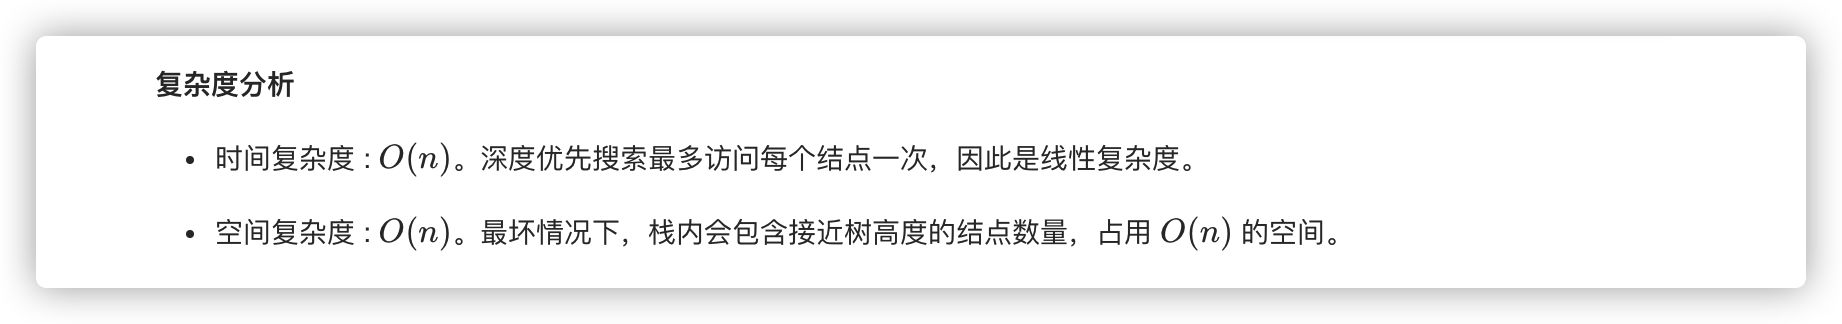 复杂度分析
• 时间复杂度 : O(n)。深度优先搜索最多访问每个结点一次，因此是线性复杂度。
• 空间复杂度 : O(n)。最坏情况下，栈内会包含接近树高度的结点数量，占用 O(n) 的空间。